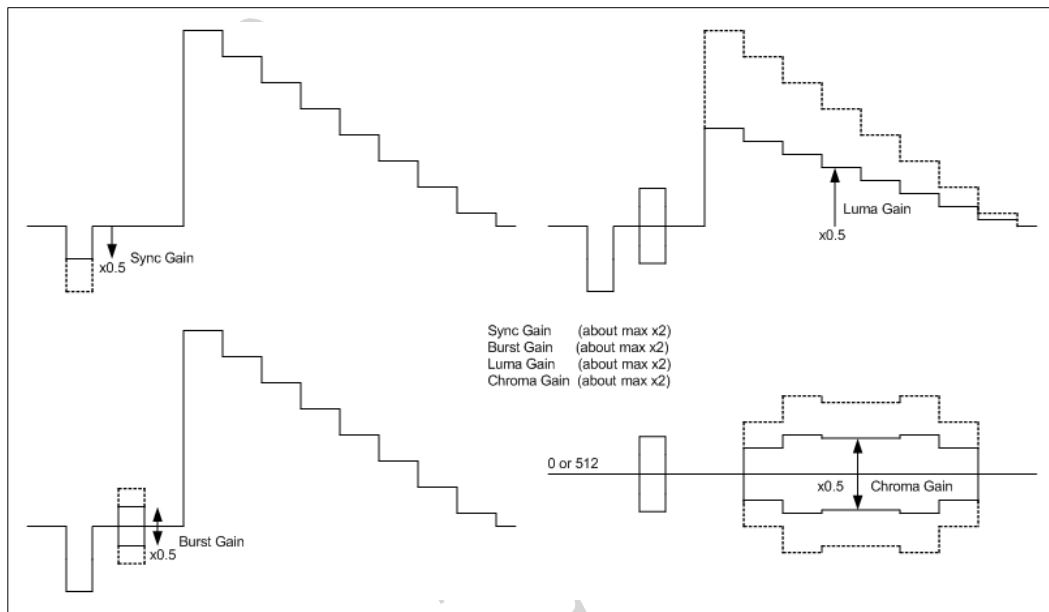 x0.5
Sync Gain
Luma Gain
x0.5
Sync Gain (about max x2)
Burst Gain (about max x2)
Luma Gain (about max x2)
Chroma Gain (about max x2)
x0.5
Burst Gain
0 or 512
x0.5
Chroma Gain